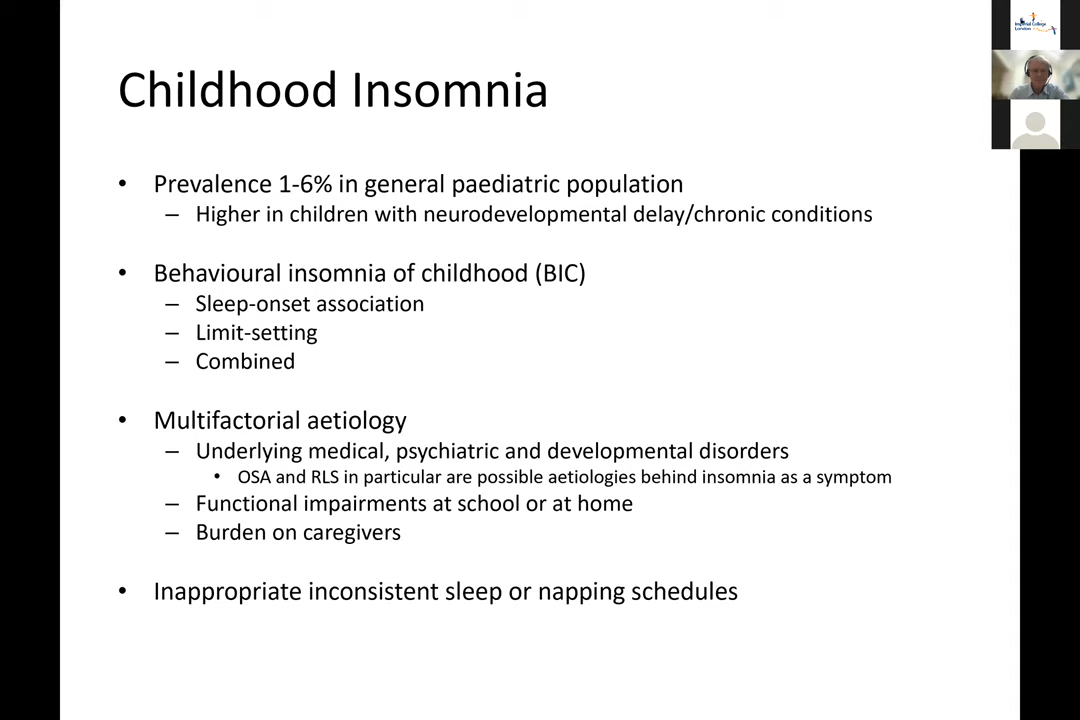 Childhood Insomnia
• Prevalence 1-6% in general paediatric population
– Higher in children with neurodevelopmental delay/chronic conditions
• Behavioural insomnia of childhood (BIC)
– Sleep-onset association
– Limit-setting
– Combined
• Multifactorial aetiology
– Underlying medical, psychiatric and developmental disorders
• OSA and RLS in particular are possible aetiologies behind insomnia as a symptom
– Functional impairments at school or at home
– Burden on caregivers
• Inappropriate inconsistent sleep or napping schedules
Imperial College
London